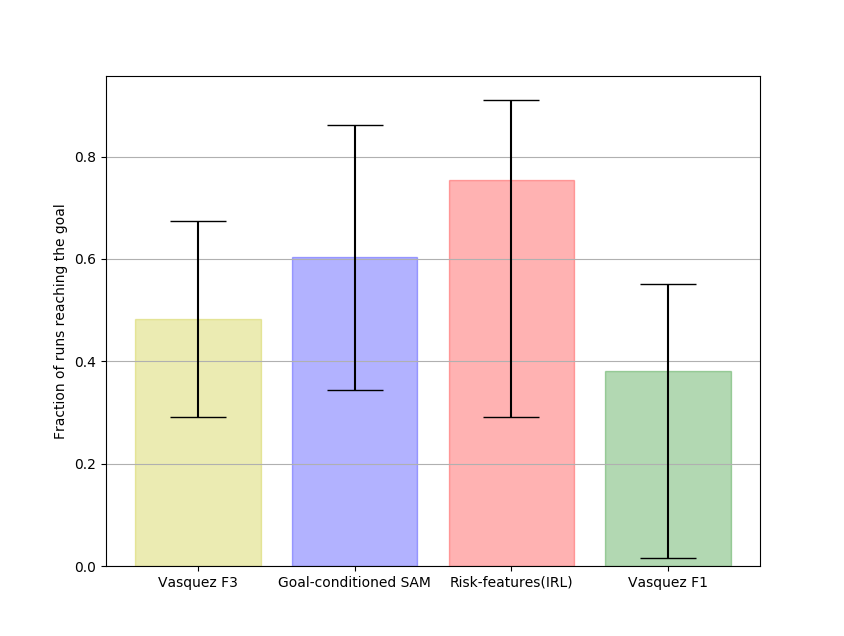 Fraction of runs reaching the goal
0.8
0.6
0.4
0.2
0.0
Vasquez F3 Goal-conditioned SAM Risk-features(IRL) Vasquez F1